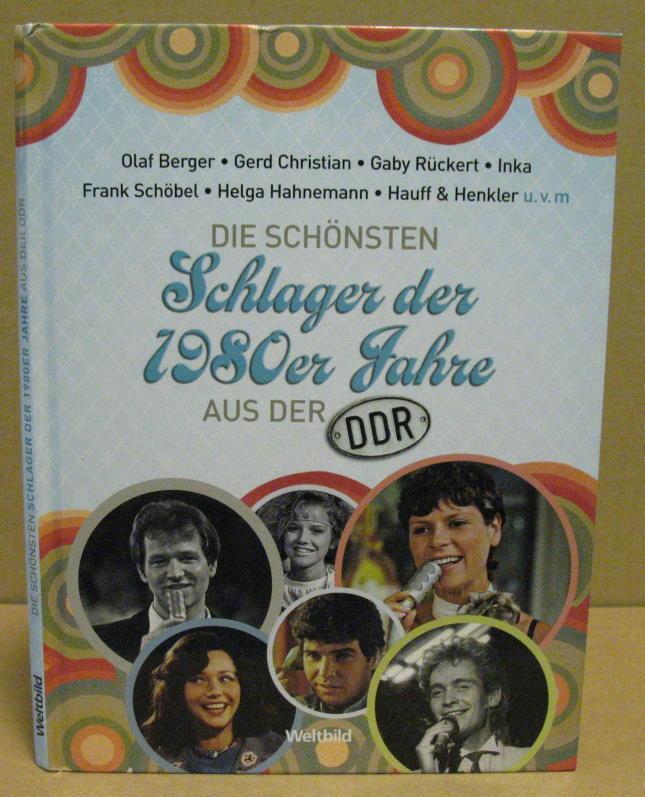 Olaf Berger • Gerd Christian • Gaby Rückert • Inka
Frank Schöbel • Helga Hahnemann • Hauff & Henkler u.v.m
DIE SCHÖNSTEN
Schlager der
1980er Jahre
AUS DER DDR
Weltbild
DIE SCHÖNSTEN SCHLAGER DER 1980ER JAHRE AUS DER DDR
Weltbild